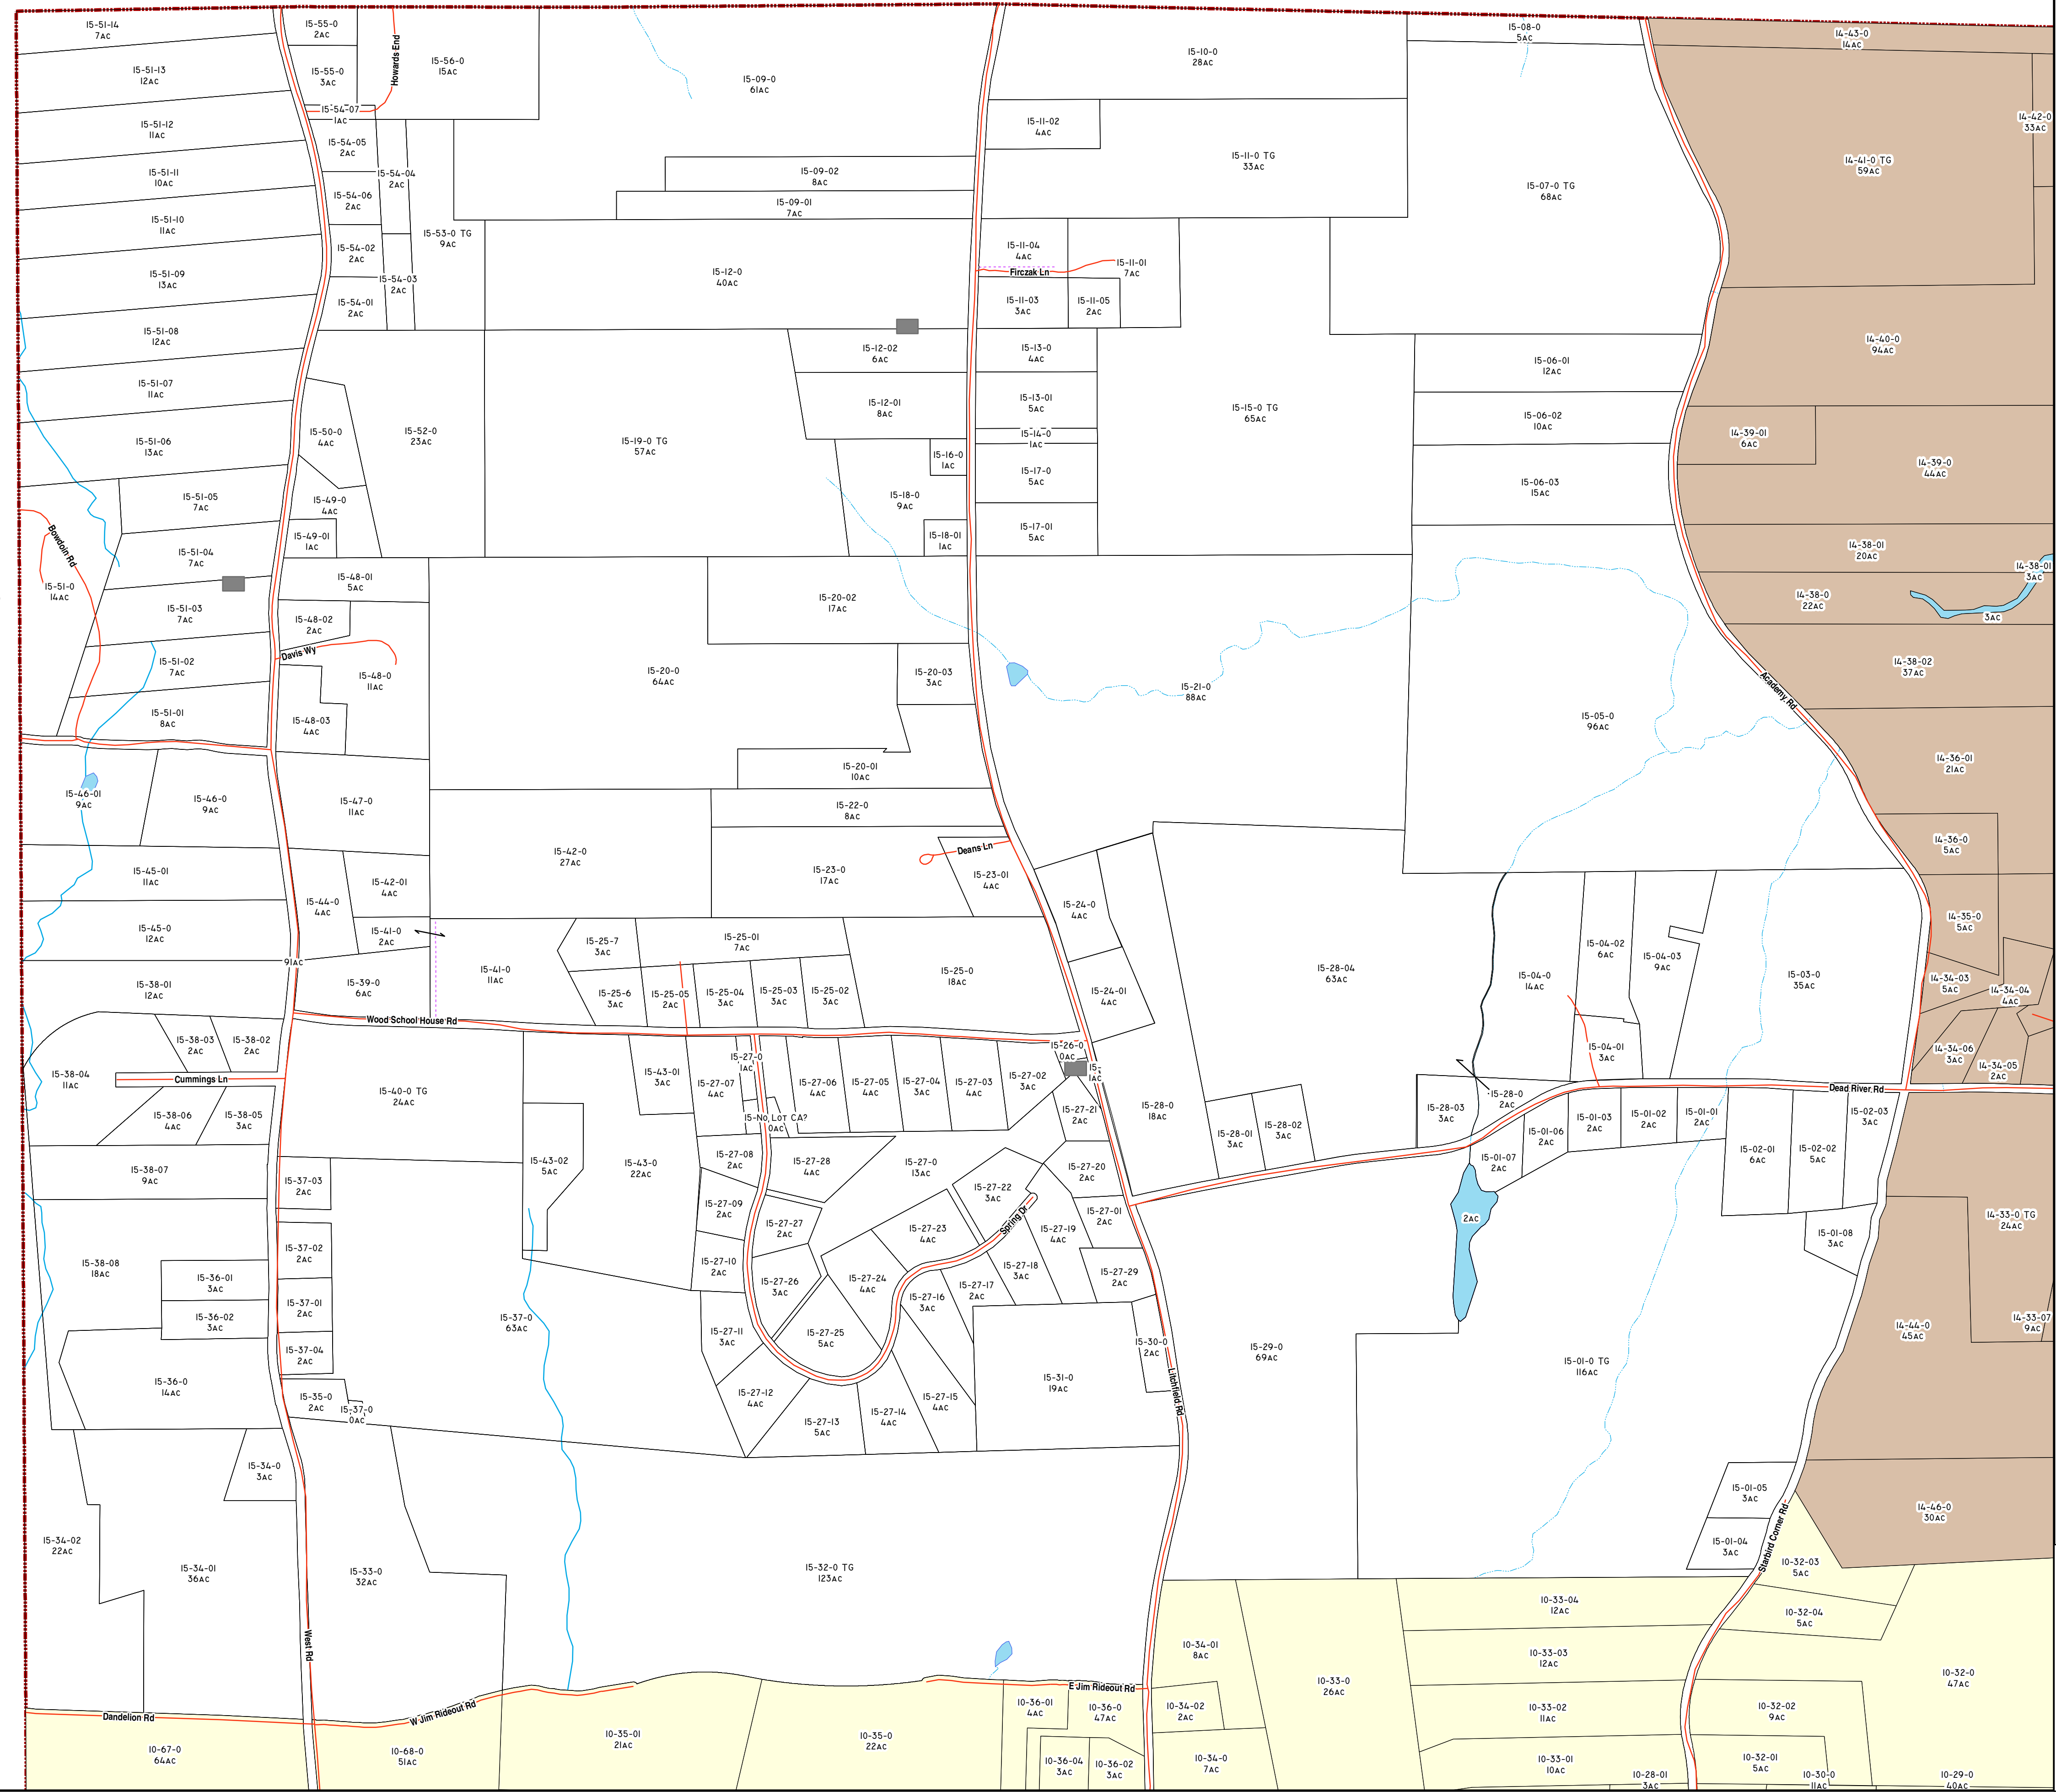 15-51-14
7AC
15-51-13
12AC
15-51-12
11AC
15-51-11
10AC
15-51-10
11AC
15-51-09
13AC
15-51-08
12AC
15-51-07
11AC
15-51-06
13AC
15-51-05
7AC
15-51-04
7AC
Bowdoin Rd
15-51-0
14AC
15-51-03
7AC
15-51-02
7AC
15-51-01
8AC
15-55-0
2AC
15-55-0
3AC
Howards End
15-56-0
15AC
15-54-07
1AC
15-54-05
2AC
15-54-04
2AC
15-54-06
2AC
15-54-02
2AC
15-54-03
2AC
15-54-01
2AC
15-53-0 TG
9AC
15-09-0
61AC
15-09-02
8AC
15-09-01
7AC
15-12-0
40AC
15-10-0
28AC
15-11-02
4AC
15-11-0 TG
33AC
15-11-04
4AC
Firczak Ln
15-11-01
7AC
15-11-03
3AC
15-11-05
2AC
15-08-0
5AC
15-07-0 TG
68AC
14-43-0
14AC
14-42-0
33AC
14-41-0 TG
59AC
14-40-0
94AC
14-39-01
6AC
14-39-0
44AC
14-38-01
20AC
14-38-01
3AC
14-38-0
22AC
3AC
14-38-02
37AC
Academy Rd
14-36-01
21AC
14-36-0
5AC
14-35-0
5AC
14-34-03
5AC
14-34-04
4AC
14-34-06
3AC
14-34-05
2AC
15-50-0
4AC
15-52-0
23AC
15-49-0
4AC
15-49-01
1AC
15-19-0 TG
57AC
15-12-02
6AC
15-12-01
8AC
15-16-0
1AC
15-18-0
9AC
15-18-01
1AC
15-13-0
4AC
15-13-01
5AC
15-14-0
1AC
15-17-0
5AC
15-17-01
5AC
15-15-0 TG
65AC
15-06-01
12AC
15-06-02
10AC
15-06-03
15AC
15-48-01
5AC
15-48-02
2AC
Davis Wy
15-48-0
11AC
15-48-03
4AC
15-20-02
17AC
15-20-0
64AC
15-20-03
3AC
15-20-01
10AC
15-21-0
88AC
15-05-0
96AC
15-46-01
9AC
15-46-0
9AC
15-47-0
11AC
15-45-01
11AC
15-45-0
12AC
15-44-0
4AC
15-42-01
4AC
15-41-0
2AC
91AC
15-39-0
6AC
15-42-0
27AC
15-22-0
8AC
15-23-0
17AC
Deans Ln
15-23-01
4AC
15-24-0
4AC
15-24-01
4AC
15-41-0
11AC
15-25-7
3AC
15-25-01
7AC
15-25-6
3AC
15-25-05
2AC
15-25-04
3AC
15-25-03
3AC
15-25-02
3AC
15-25-0
18AC
15-28-04
63AC
15-04-0
14AC
15-04-02
6AC
15-04-03
9AC
15-04-01
3AC
15-03-0
35AC
15-38-01
12AC
15-38-03
2AC
15-38-02
2AC
15-38-04
11AC
Cummings Ln
15-38-06
4AC
15-38-05
3AC
15-38-07
9AC
15-38-08
18AC
Wood School House Rd
15-40-0 TG
24AC
15-43-01
3AC
15-43-02
5AC
15-43-0
22AC
15-27-0
1AC
15-27-07
4AC
15-27-06
4AC
15-27-05
4AC
15-27-04
3AC
15-27-03
4AC
15-27-02
3AC
15-26-0
0AC
15-
1AC
15-27-21
2AC
15-No Lot CA?
0AC
15-27-08
2AC
15-27-28
4AC
15-27-0
13AC
15-27-20
2AC
15-27-09
2AC
15-27-27
2AC
15-27-22
3AC
Spring Dr
15-27-23
4AC
15-27-19
4AC
15-27-01
2AC
15-27-10
2AC
15-27-26
3AC
15-27-24
4AC
15-27-18
3AC
15-27-17
2AC
15-27-29
2AC
15-27-16
3AC
15-27-11
3AC
15-27-25
5AC
15-27-12
4AC
15-27-13
5AC
15-27-14
4AC
15-27-15
4AC
15-30-0
2AC
15-31-0
19AC
Litchfield Rd
15-28-0
18AC
15-28-01
3AC
15-28-02
3AC
15-28-03
3AC
15-28-0
2AC
15-01-07
2AC
15-01-06
2AC
15-01-03
2AC
15-01-02
2AC
15-01-01
2AC
Dead River Rd
15-02-03
3AC
15-02-01
6AC
15-02-02
5AC
15-01-08
3AC
2AC
15-29-0
69AC
15-01-0 TG
116AC
14-33-0 TG
24AC
14-33-07
9AC
14-44-0
45AC
14-46-0
30AC
15-37-03
2AC
15-37-02
2AC
15-37-01
2AC
15-37-04
2AC
15-35-0
2AC
15-37-0
0AC
15-37-0
63AC
15-36-01
3AC
15-36-02
3AC
15-36-0
14AC
15-34-0
3AC
15-34-02
22AC
15-34-01
36AC
15-33-0
32AC
15-32-0 TG
123AC
West Rd
15-01-05
3AC
15-01-04
3AC
Starbird Corner Rd
10-32-03
5AC
10-32-04
5AC
10-33-04
12AC
10-33-03
12AC
10-33-02
11AC
10-33-01
10AC
10-32-0
47AC
10-32-02
9AC
10-32-01
5AC
10-28-01
3AC
10-30-0
11AC
10-29-0
40AC
10-34-01
8AC
10-33-0
26AC
10-34-02
2AC
10-34-0
7AC
E Jim Rideout Rd
10-36-01
4AC
10-36-0
47AC
10-36-04
3AC
10-36-02
3AC
10-35-0
22AC
10-35-01
21AC
W Jim Rideout Rd
Dandelion Rd
10-67-0
64AC
10-68-0
51AC